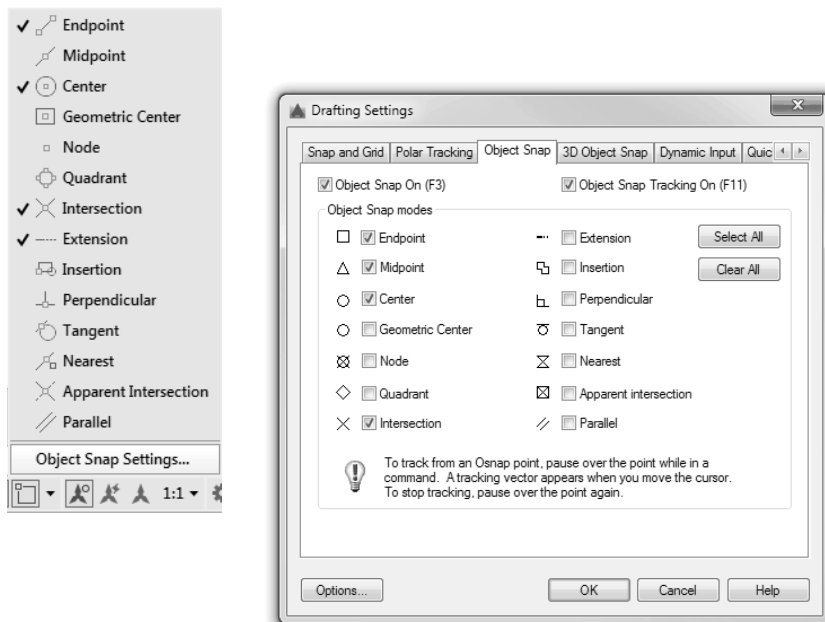 Endpoint
Midpoint
Center
Geometric Center
Node
Quadrant
Intersection
Extension
Insertion
Perpendicular
Tangent
Nearest
Apparent Intersection
Parallel
Object Snap Settings...
1:1
Drafting Settings
Snap and Grid Polar Tracking Object Snap 3D Object Snap Dynamic Input Quic
Object Snap On (F3) Object Snap Tracking On (F11)
Object Snap modes
Endpoint Extension Select All
Midpoint Insertion Clear All
Center Perpendicular
Geometric Center Tangent
Node Nearest
Quadrant Apparent intersection
Intersection Parallel
To track from an Osnap point, pause over the point while in a
command. A tracking vector appears when you move the cursor.
To stop tracking, pause over the point again.
Options... OK Cancel Help